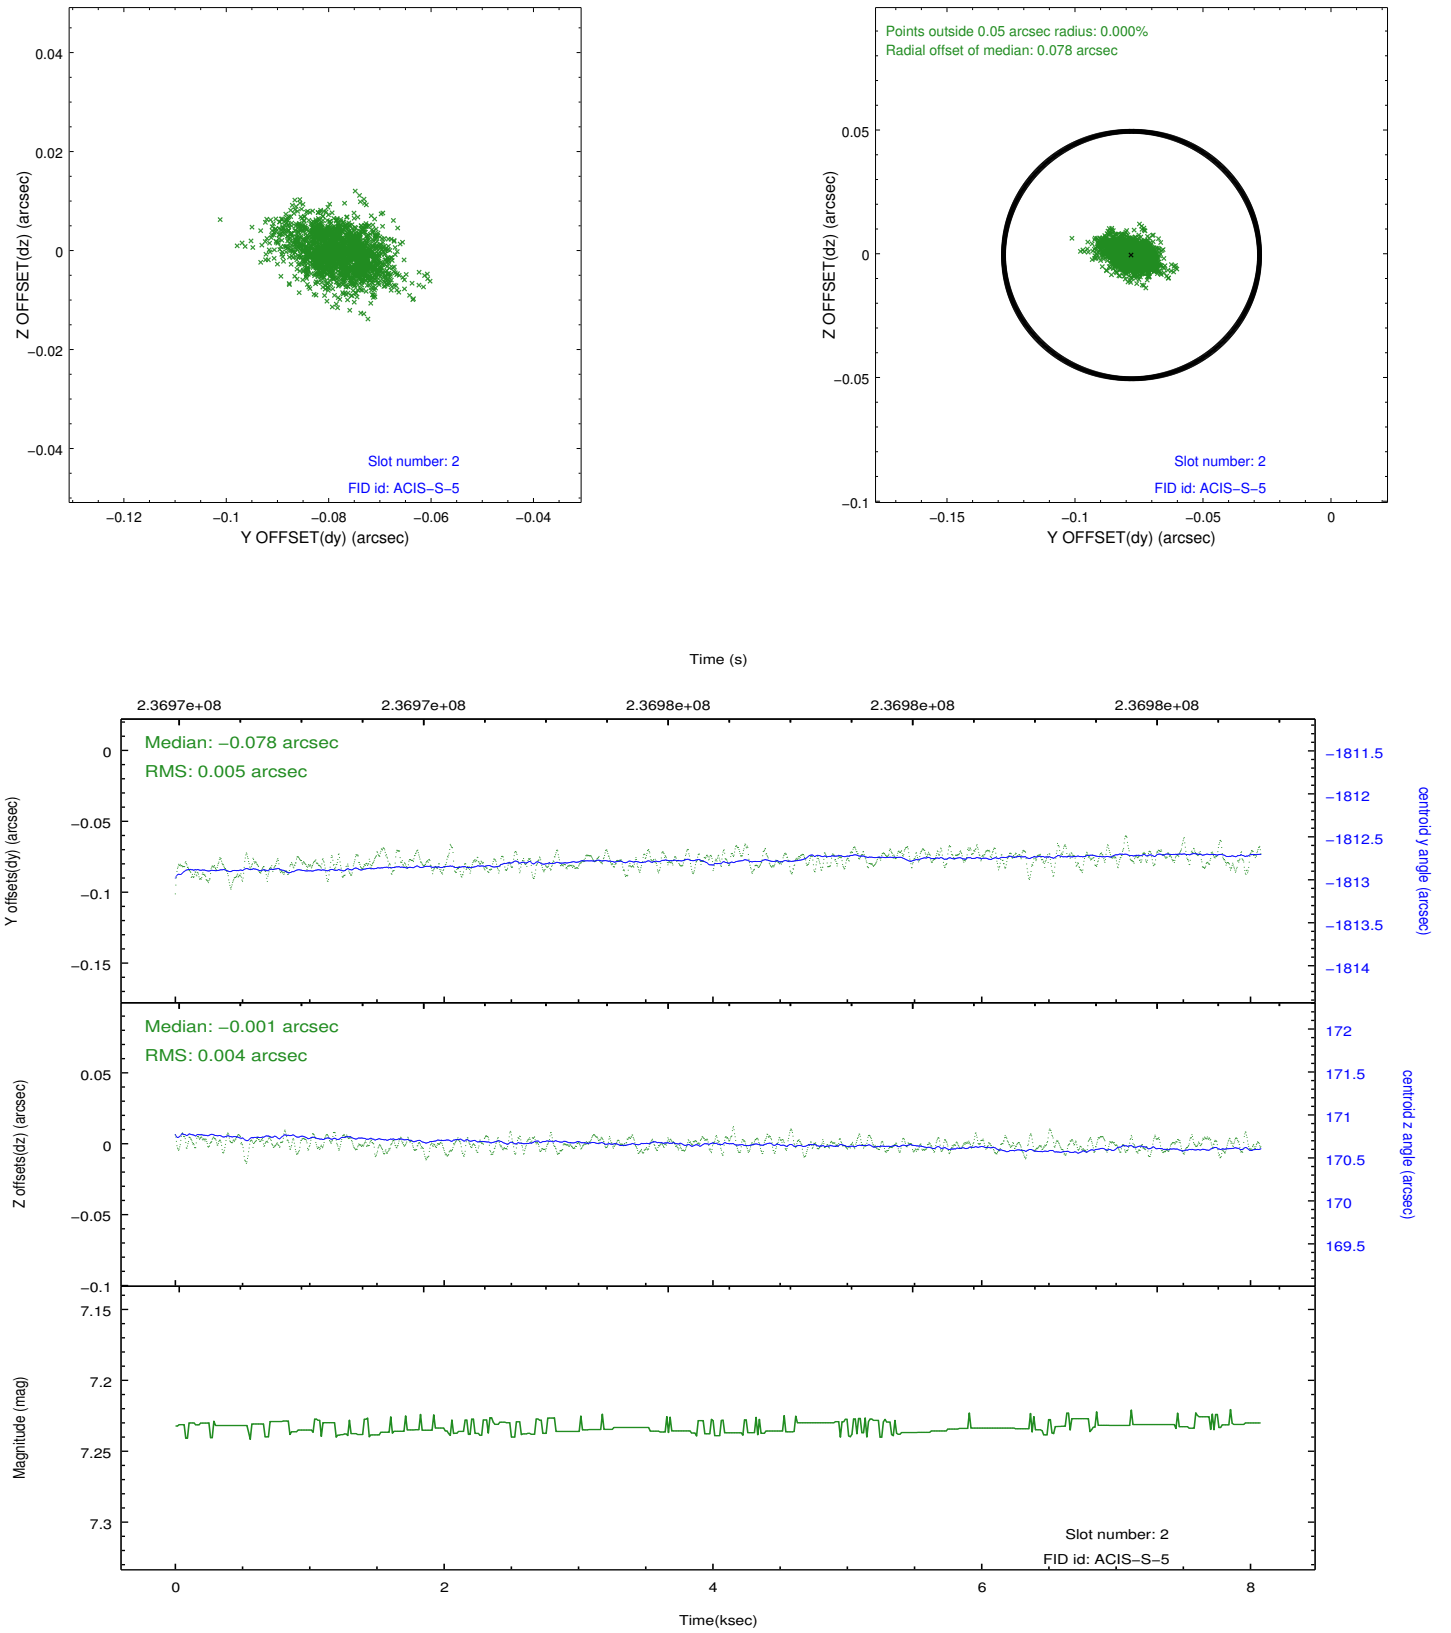 0.04
0.02
0
−0.02
−0.04
Z OFFSET(dz) (arcsec)
Slot number: 2
FID id: ACIS−S−5
−0.12
−0.1
−0.08
−0.06
−0.04
Y OFFSET(dy) (arcsec)
Points outside 0.05 arcsec radius: 0.000%
Radial offset of median: 0.078 arcsec
0.05
0
−0.05
−0.1
Z OFFSET(dz) (arcsec)
Slot number: 2
FID id: ACIS−S−5
−0.15
−0.1
−0.05
0
Y OFFSET(dy) (arcsec)
Time (s)
2.3697e+08
2.3697e+08
2.3698e+08
2.3698e+08
2.3698e+08
Median: −0.078 arcsec
RMS: 0.005 arcsec
0
−0.05
−0.1
−0.15
Y offsets(dy) (arcsec)
−1811.5
−1812
−1812.5
−1813
−1813.5
−1814
centroid y angle (arcsec)
Median: −0.001 arcsec
RMS: 0.004 arcsec
0.05
0
−0.05
−0.1
Z offsets(dz) (arcsec)
172
171.5
171
170.5
170
169.5
centroid z angle (arcsec)
7.15
7.2
7.25
7.3
Magnitude (mag)
Slot number: 2
FID id: ACIS−S−5
0
2
4
6
8
Time(ksec)